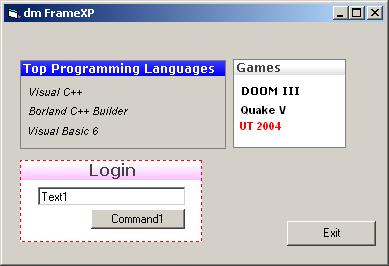 dm FrameXP
Top Programming Languages
Visual C++
Borland C++ Builder
Visual Basic 6
Games
DOOM III
Quake V
UT 2004
Login
Text1
Command1
Exit